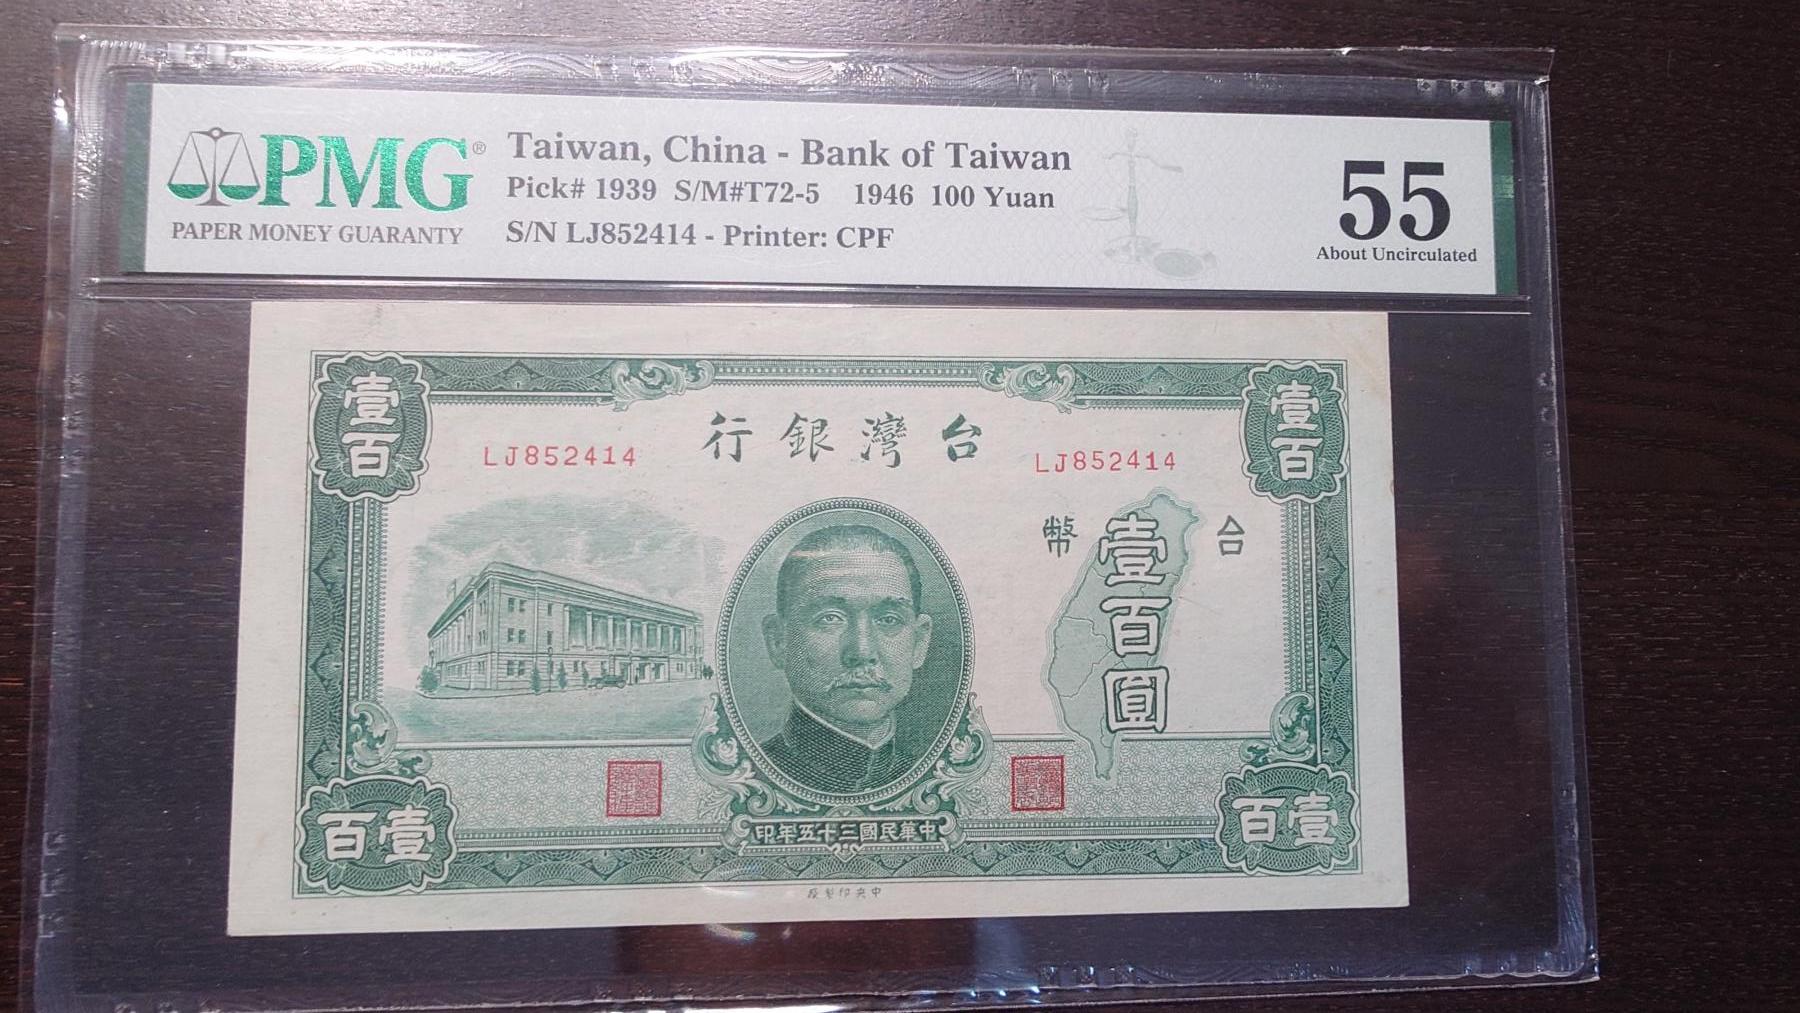 PMG®
PAPER MONEY GUARANTY
Taiwan, China - Bank of Taiwan
Pick# 1939 S/M#T72-5 1946 100 Yuan
S/N LJ852414 - Printer: CPF
55
About Uncirculated
壹百
壹百
台灣銀行
LJ852414
LJ852414
台幣
壹百圓
中華民國三十五年印
壹百
壹百
中央印製廠